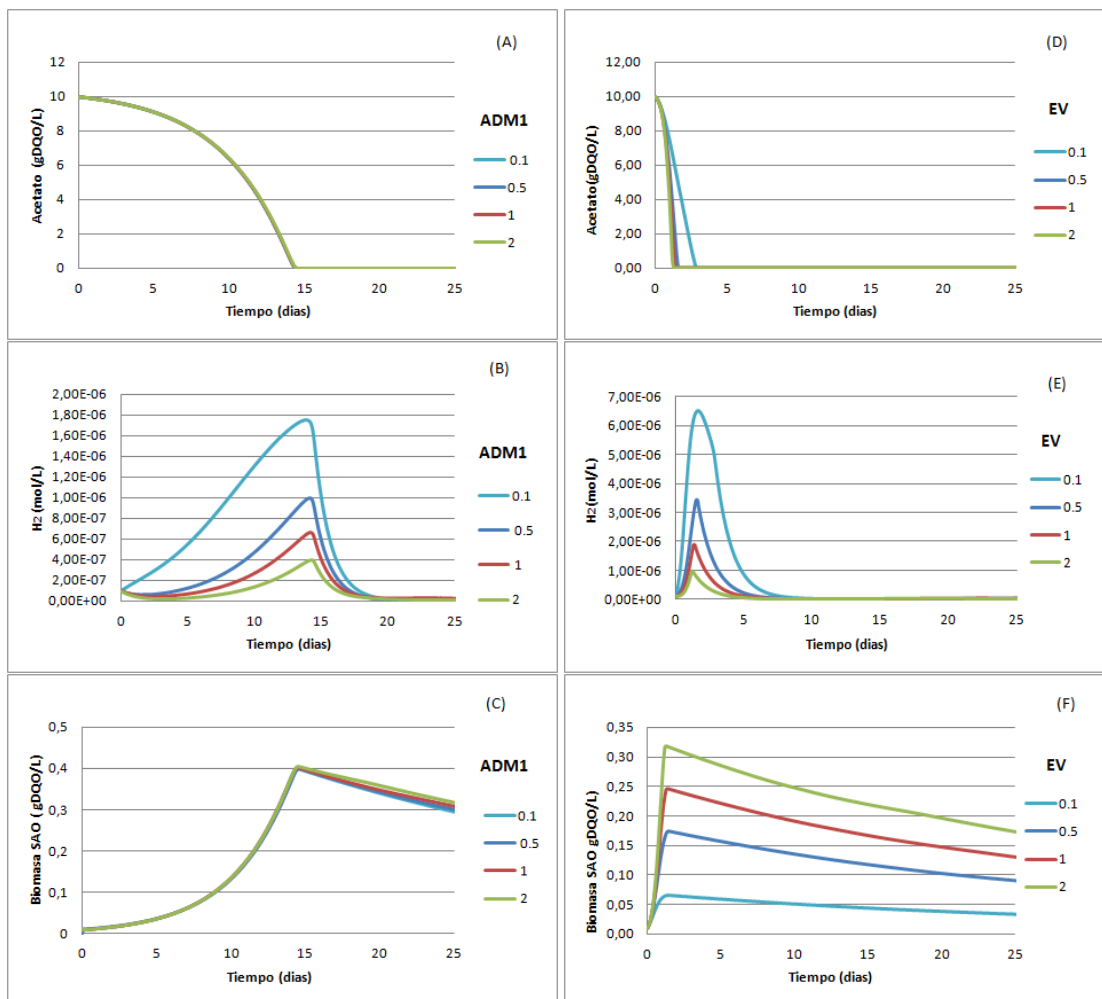 (A)
12
10
8
6
4
2
0
0 5 10 15 20 25
Acetato (gDQO/L)
Tiempo (dias)
ADM1
0.1
0.5
1
2
(D)
12,00
10,00
8,00
6,00
4,00
2,00
0,00
0 5 10 15 20 25
Acetato(gDQO/L)
Tiempo (dias)
EV
0.1
0.5
1
2
(B)
2,00E-06
1,80E-06
1,60E-06
1,40E-06
1,20E-06
1,00E-06
8,00E-07
6,00E-07
4,00E-07
2,00E-07
0,00E+00
0 5 10 15 20 25
H2 (mol/L)
Tiempo (dias)
ADM1
0.1
0.5
1
2
(E)
7,00E-06
6,00E-06
5,00E-06
4,00E-06
3,00E-06
2,00E-06
1,00E-06
0,00E+00
0 5 10 15 20 25
H2 (mol/L)
Tiempo (dias)
EV
0.1
0.5
1
2
(C)
0,5
0,4
0,3
0,2
0,1
0
0 5 10 15 20 25
Biomasa SAO (gDQO/L)
Tiempo (dias)
ADM1
0.1
0.5
1
2
(F)
0,35
0,30
0,25
0,20
0,15
0,10
0,05
0,00
0 5 10 15 20 25
Biomasa SAO gDQO/L)
Tiempo (dias)
EV
0.1
0.5
1
2